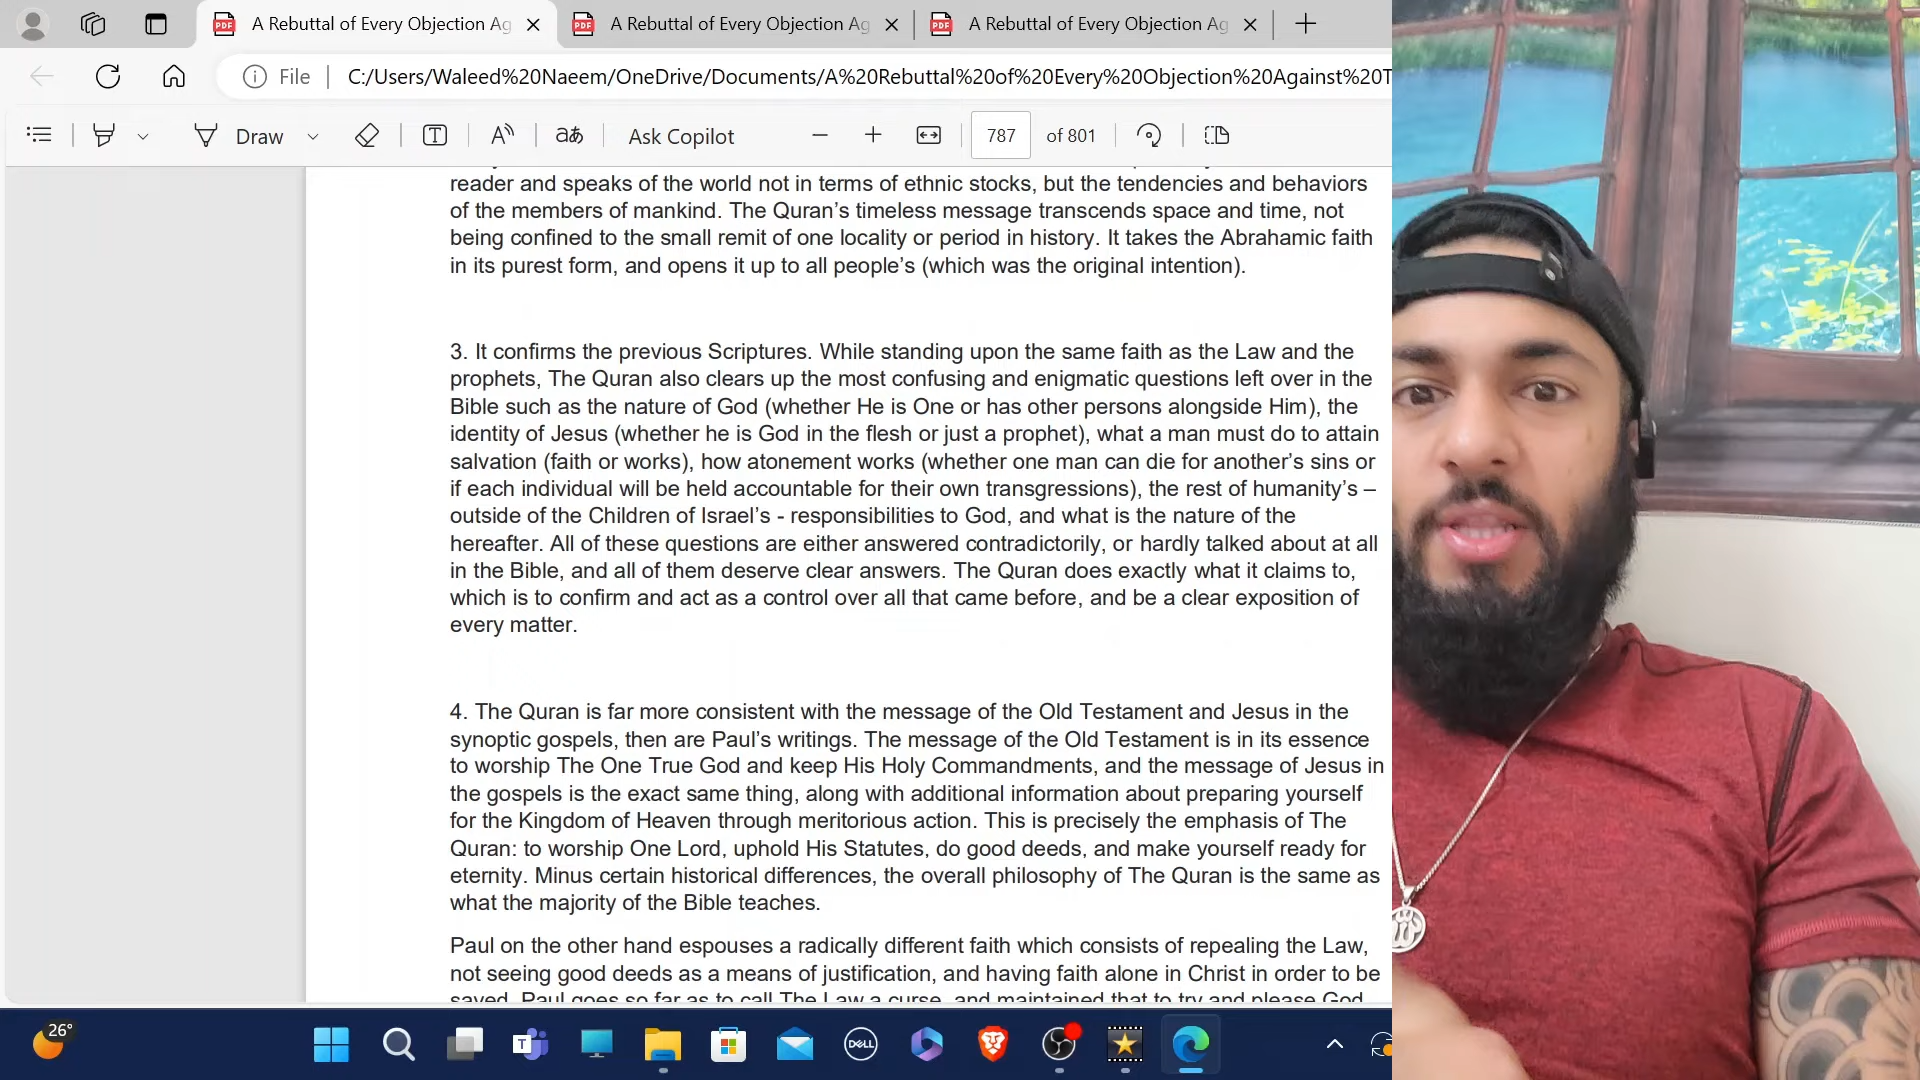 A Rebuttal of Every Objection Ag
A Rebuttal of Every Objection Ag
A Rebuttal of Every Objection Ag
File
C:/Users/Waleed%20Naeem/OneDrive/Documents/A%20Rebuttal%20of%20Every%20Objection%20Against%20T
Draw
Ask Copilot
787 of 801
reader and speaks of the world not in terms of ethnic stocks, but the tendencies and behaviors
of the members of mankind. The Quran’s timeless message transcends space and time, not
being confined to the small remit of one locality or period in history. It takes the Abrahamic faith
in its purest form, and opens it up to all people’s (which was the original intention).
3. It confirms the previous Scriptures. While standing upon the same faith as the Law and the
prophets, The Quran also clears up the most confusing and enigmatic questions left over in the
Bible such as the nature of God (whether He is One or has other persons alongside Him), the
identity of Jesus (whether he is God in the flesh or just a prophet), what a man must do to attain
salvation (faith or works), how atonement works (whether one man can die for another’s sins or
if each individual will be held accountable for their own transgressions), the rest of humanity’s –
outside of the Children of Israel’s - responsibilities to God, and what is the nature of the
hereafter. All of these questions are either answered contradictorily, or hardly talked about at all
in the Bible, and all of them deserve clear answers. The Quran does exactly what it claims to,
which is to confirm and act as a control over all that came before, and be a clear exposition of
every matter.
4. The Quran is far more consistent with the message of the Old Testament and Jesus in the
synoptic gospels, then are Paul’s writings. The message of the Old Testament is in its essence
to worship The One True God and keep His Holy Commandments, and the message of Jesus in
the gospels is the exact same thing, along with additional information about preparing yourself
for the Kingdom of Heaven through meritorious action. This is precisely the emphasis of The
Quran: to worship One Lord, uphold His Statutes, do good deeds, and make yourself ready for
eternity. Minus certain historical differences, the overall philosophy of The Quran is the same as
what the majority of the Bible teaches.
Paul on the other hand espouses a radically different faith which consists of repealing the Law,
not seeing good deeds as a means of justification, and having faith alone in Christ in order to be
saved. Paul goes so far as to call The Law a curse, and maintained that to try and please God
26°
DELL